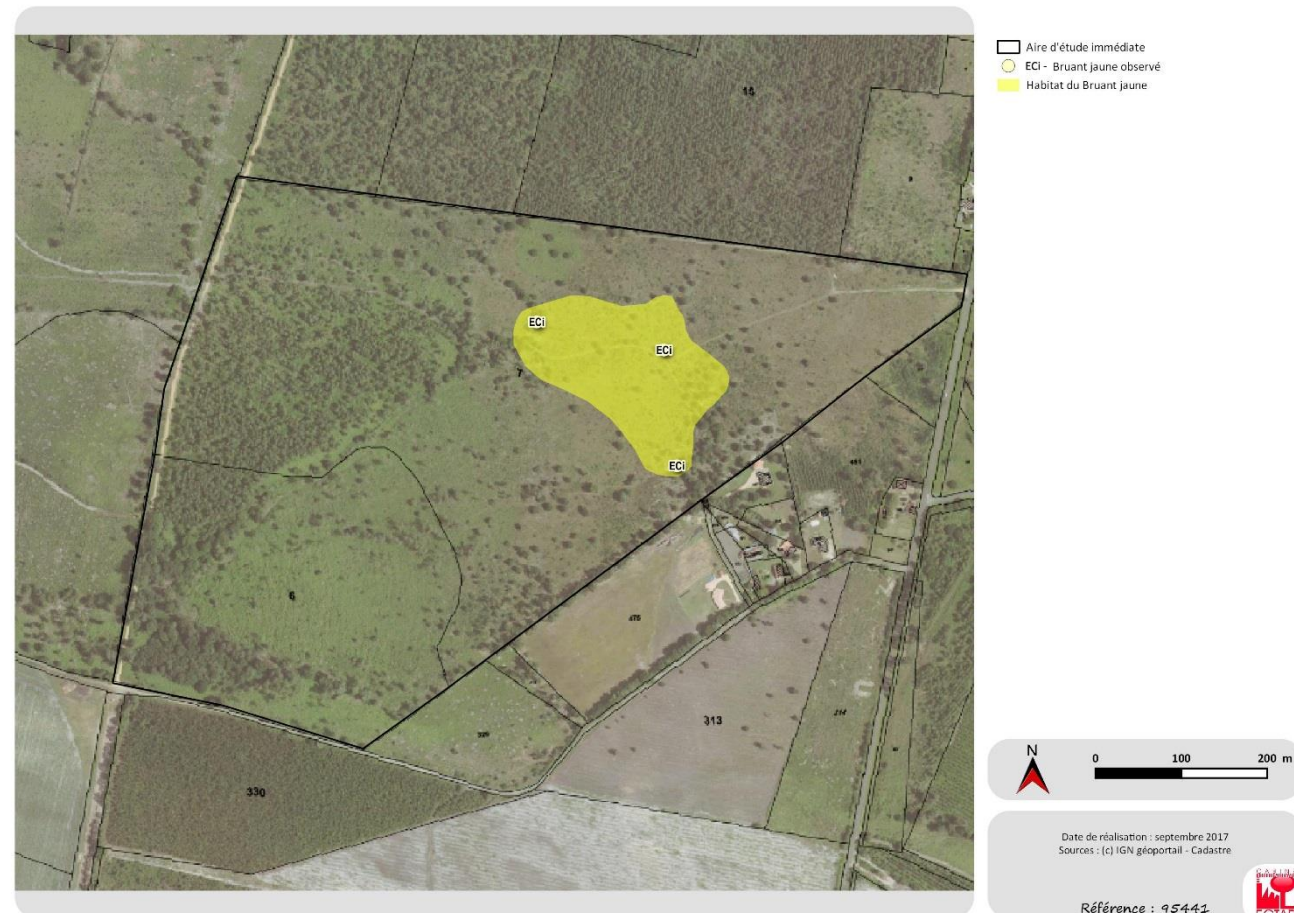 Aire d'étude immédiate
ECi - Bruant jaune observé
Habitat du Bruant jaune
15
ECi
ECi
7
ECi
6
313
330
N
0 100 200 m
Date de réalisation : septembre 2017
Sources : (c) IGN géoportail - Cadastre
Référence : 95441